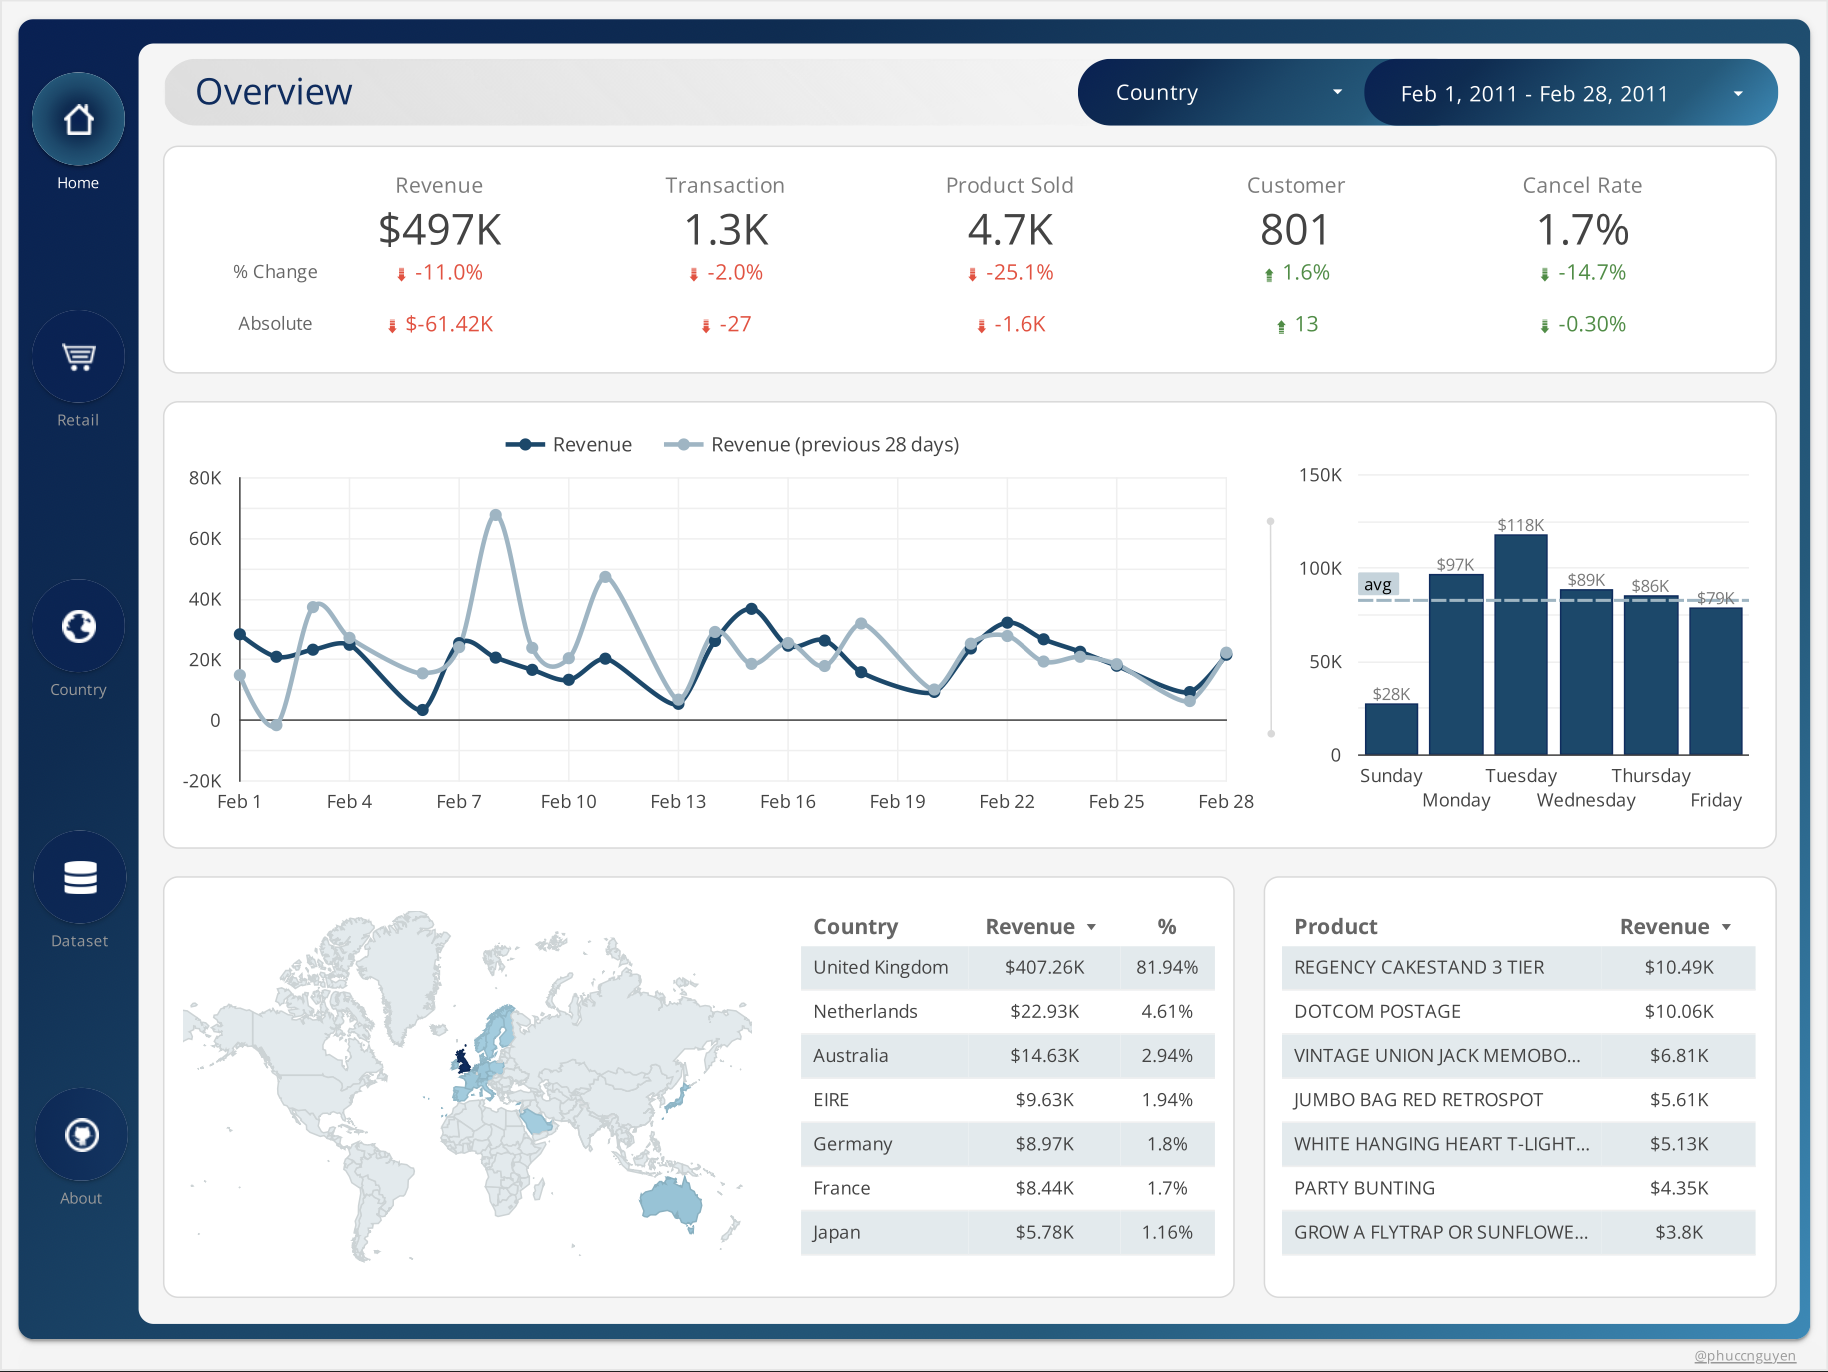 Overview
Country
Feb 1, 2011 - Feb 28, 2011
Home
Retail
Country
Dataset
About
Revenue Transaction Product Sold Customer Cancel Rate
$497K 1.3K 4.7K 801 1.7%
% Change -11.0% -2.0% -25.1% 1.6% -14.7%
Absolute $-61.42K -27 -1.6K 13 -0.30%
Revenue Revenue (previous 28 days)
80K
60K
40K
20K
0
-20K
Feb 1 Feb 4 Feb 7 Feb 10 Feb 13 Feb 16 Feb 19 Feb 22 Feb 25 Feb 28
150K
100K
50K
0
avg
$28K $97K $118K $89K $86K $79K
Sunday Tuesday Thursday
Monday Wednesday Friday
Country Revenue %
United Kingdom $407.26K 81.94%
Netherlands $22.93K 4.61%
Australia $14.63K 2.94%
EIRE $9.63K 1.94%
Germany $8.97K 1.8%
France $8.44K 1.7%
Japan $5.78K 1.16%
Product Revenue
REGENCY CAKESTAND 3 TIER $10.49K
DOTCOM POSTAGE $10.06K
VINTAGE UNION JACK MEMOBO... $6.81K
JUMBO BAG RED RETROSPOT $5.61K
WHITE HANGING HEART T-LIGHT... $5.13K
PARTY BUNTING $4.35K
GROW A FLYTRAP OR SUNFLOWE... $3.8K
@phuccnguyen